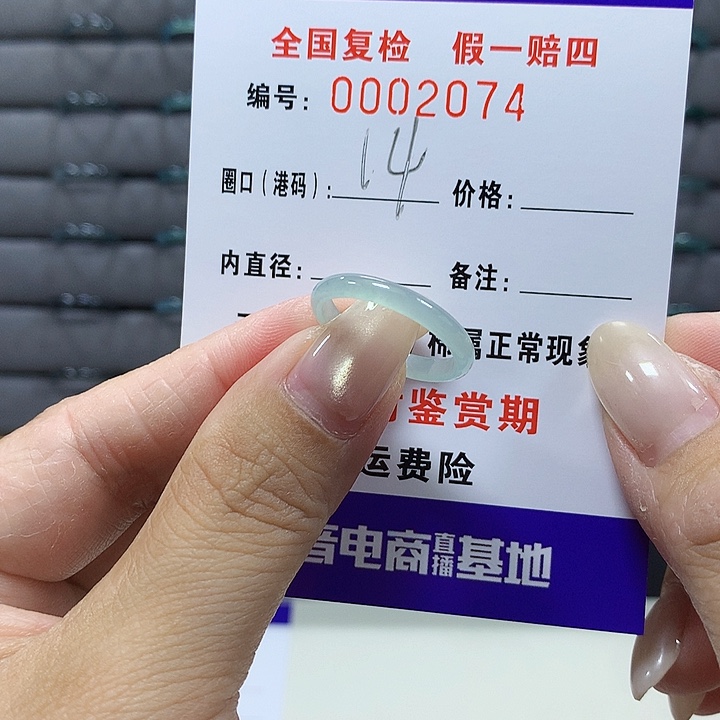 全国复检 假一赔四
编号: 0002074
圈口(港码): 14 价格:
内直径: 备注:
属正常现象
鉴赏期
运费险
音电商直播基地